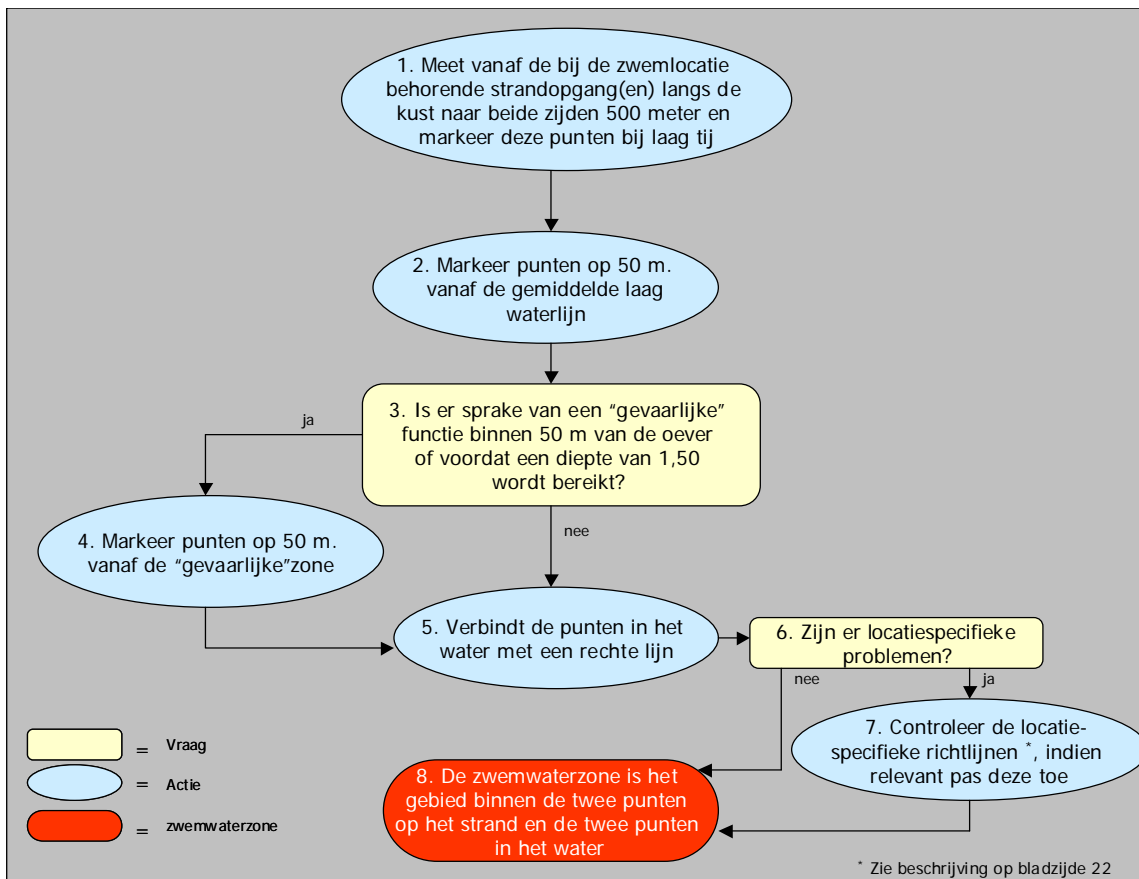 1. Meet vanaf de bij de zwemlocatie
behorende strandopgang(en) langs de
kust naar beide zijden 500 meter en
markeer deze punten bij laag tij
2. Markeer punten op 50 m.
vanaf de gemiddelde laag
waterlijn
3. Is er sprake van een “gevaarlijke”
functie binnen 50 m van de oever
of voordat een diepte van 1,50
wordt bereikt?
ja
nee
4. Markeer punten op 50 m.
vanaf de “gevaarlijke”zone
5. Verbindt de punten in het
water met een rechte lijn
6. Zijn er locatiespecifieke
problemen?
nee
ja
7. Controleer de locatie-
specifieke richtlijnen *, indien
relevant pas deze toe
8. De zwemwaterzone is het
gebied binnen de twee punten
op het strand en de twee punten
in het water
= Vraag
= Actie
= zwemwaterzone
* Zie beschrijving op bladzijde 22